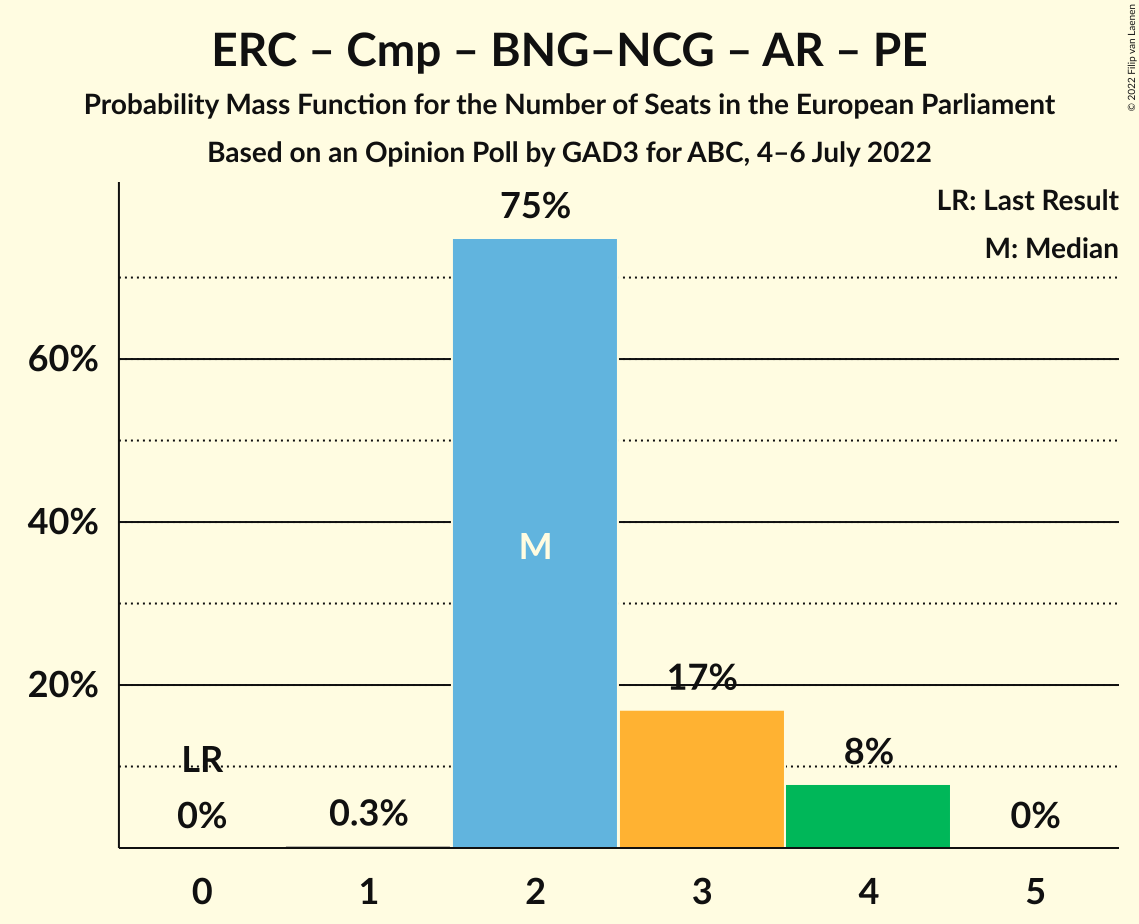 ERC – Cmp – BNG–NCG – AR – PE
Probability Mass Function for the Number of Seats in the European Parliament
Based on an Opinion Poll by GAD3 for ABC, 4–6 July 2022
© 2022 Filip van Laenen
LR: Last Result
M: Median
75%
60%
40%
M
20%
17%
LR
8%
0%
0.3%
0%
0 1 2 3 4 5